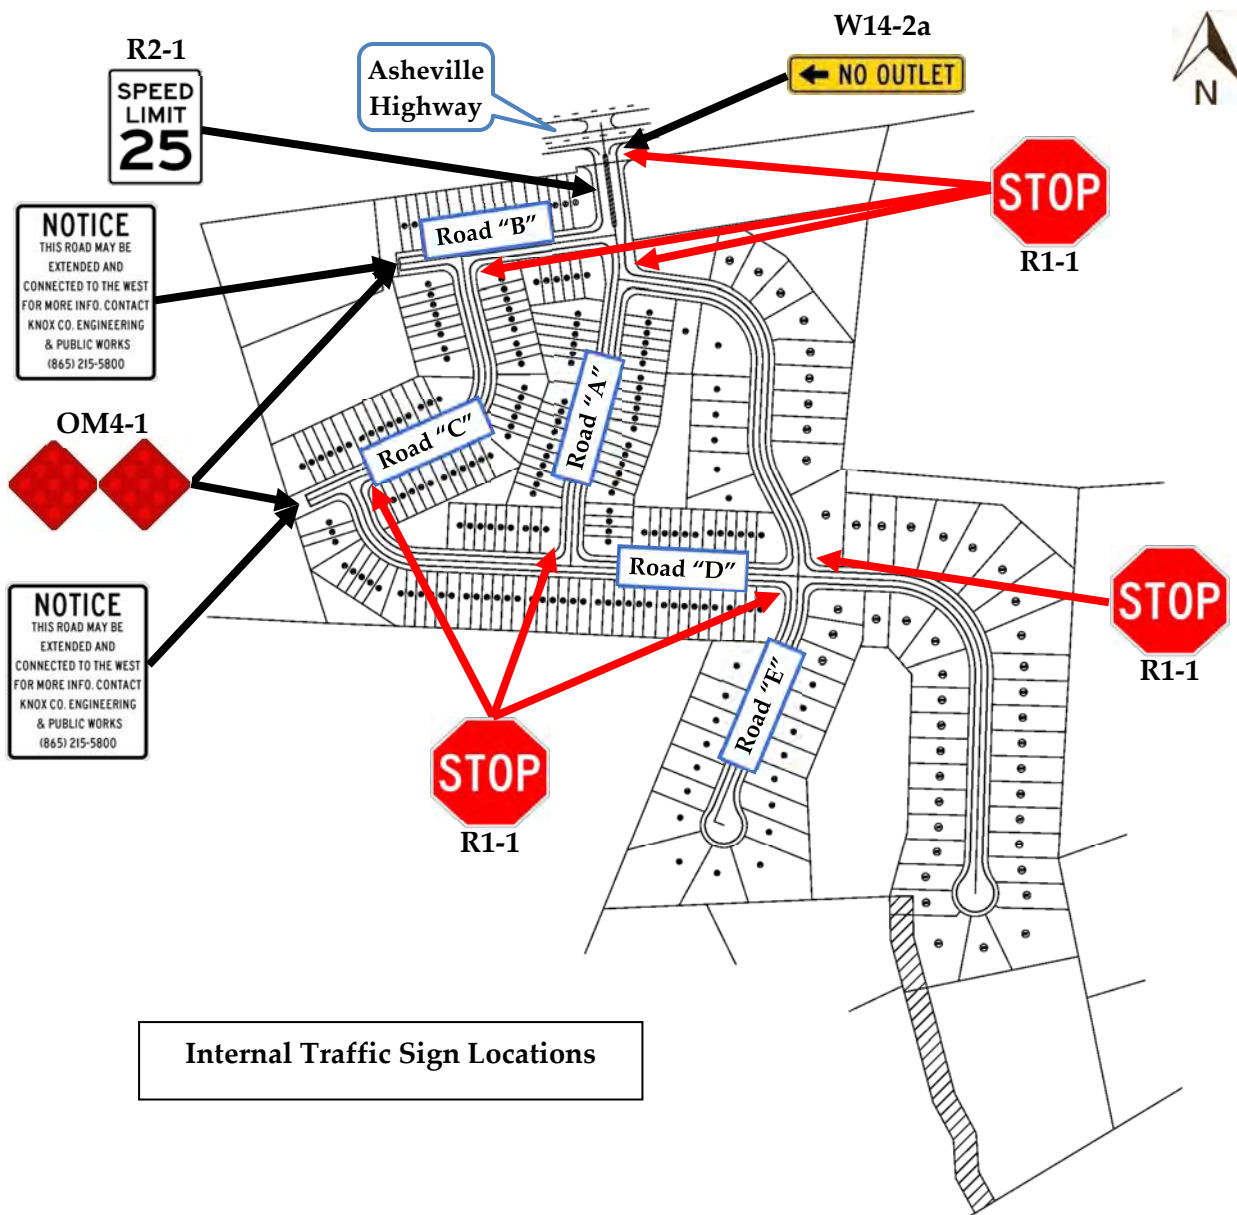 W14-2a
R2-1
Asheville
Highway
NO OUTLET
N
SPEED
LIMIT
25
STOP
R1-1
NOTICE
THIS ROAD MAY BE
EXTENDED AND
CONNECTED TO THE WEST
FOR MORE INFO. CONTACT
KNOX CO. ENGINEERING
& PUBLIC WORKS
(865) 215-5800
Road "B"
Road "A"
OM4-1
Road "C"
Road "D"
STOP
R1-1
NOTICE
THIS ROAD MAY BE
EXTENDED AND
CONNECTED TO THE WEST
FOR MORE INFO. CONTACT
KNOX CO. ENGINEERING
& PUBLIC WORKS
(865) 215-5800
Road "E"
STOP
R1-1
Internal Traffic Sign Locations